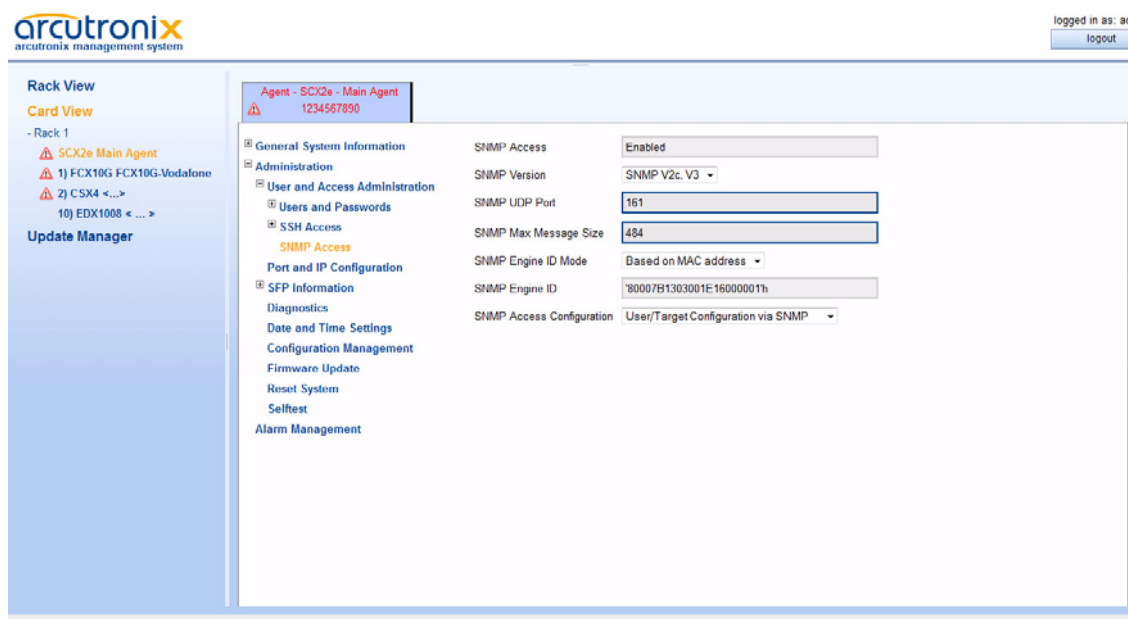 arcutronix
arcutronix management system
logged in as:
logout
Rack View
Card View
- Rack 1
SCX2e Main Agent
1) FCX10G FCX10G-Vodafone
2) CSX4 <...>
10) EDX1008 < ... >
Update Manager
Agent - SCX2e - Main Agent
1234567890
General System Information
Administration
User and Access Administration
Users and Passwords
SSH Access
SNMP Access
Port and IP Configuration
SFP Information
Diagnostics
Date and Time Settings
Configuration Management
Firmware Update
Reset System
Selftest
Alarm Management
SNMP Access Enabled
SNMP Version SNMP V2c, V3
SNMP UDP Port 161
SNMP Max Message Size 484
SNMP Engine ID Mode Based on MAC address
SNMP Engine ID '80007B1303001E16000001'h
SNMP Access Configuration User/Target Configuration via SNMP